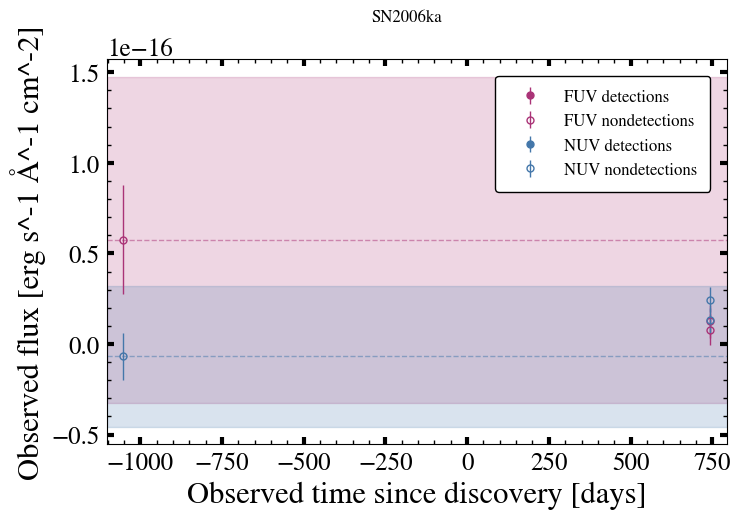 SN2006ka
1e−16
Observed flux [erg s^-1 Å^-1 cm^-2]
1.5
1.0
0.5
0.0
−0.5
FUV detections
FUV nondetections
NUV detections
NUV nondetections
−1000 −750 −500 −250 0 250 500 750
Observed time since discovery [days]